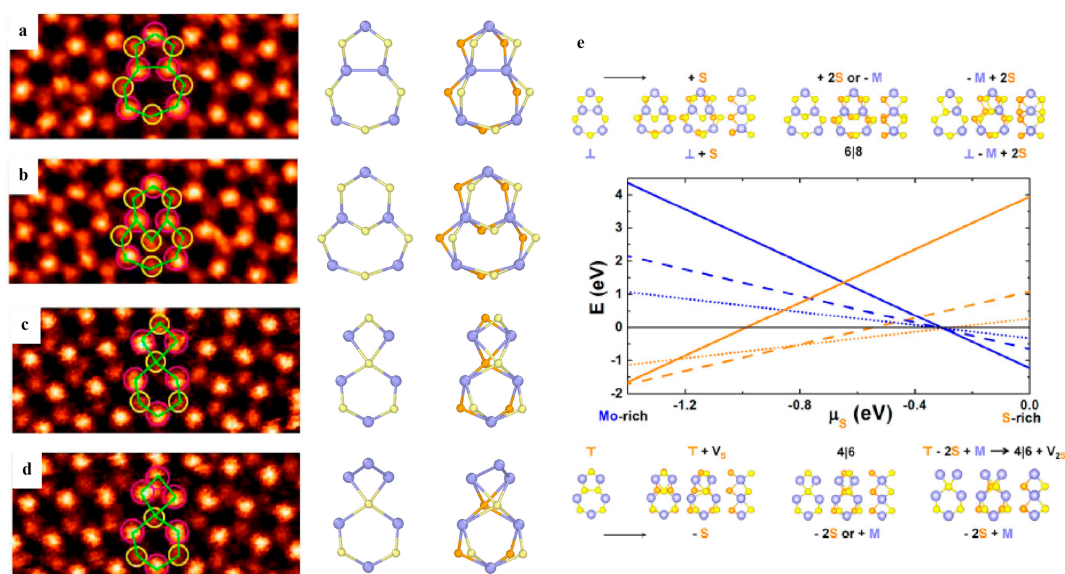 a
b
c
d
e
+ S
+ 2S or - M
- M + 2S
⊥
⊥ + S
6|8
⊥ - M + 2S
E (eV)
4
3
2
1
0
-1
-2
-1.2
-0.8
-0.4
0.0
Mo-rich
μS (eV)
S-rich
⊤
⊤ + VS
4|6
⊤ - 2S + M → 4|6 + V2S
- S
- 2S or + M
- 2S + M